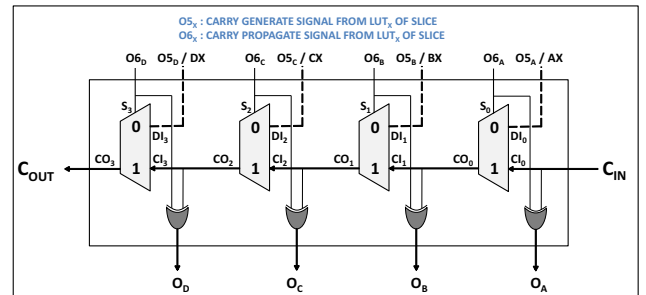 O5X : CARRY GENERATE SIGNAL FROM LUTX OF SLICE
O6X : CARRY PROPAGATE SIGNAL FROM LUTX OF SLICE
O6D O5D / DX O6C O5C / CX O6B O5B / BX O6A O5A / AX
S3 S2 S1 S0
0 0 0 0
DI3 DI2 DI1 DI0
COUT CO3 1 CI3 CO2 1 CI2 CO1 1 CI1 CO0 1 CI0 CIN
OD OC OB OA